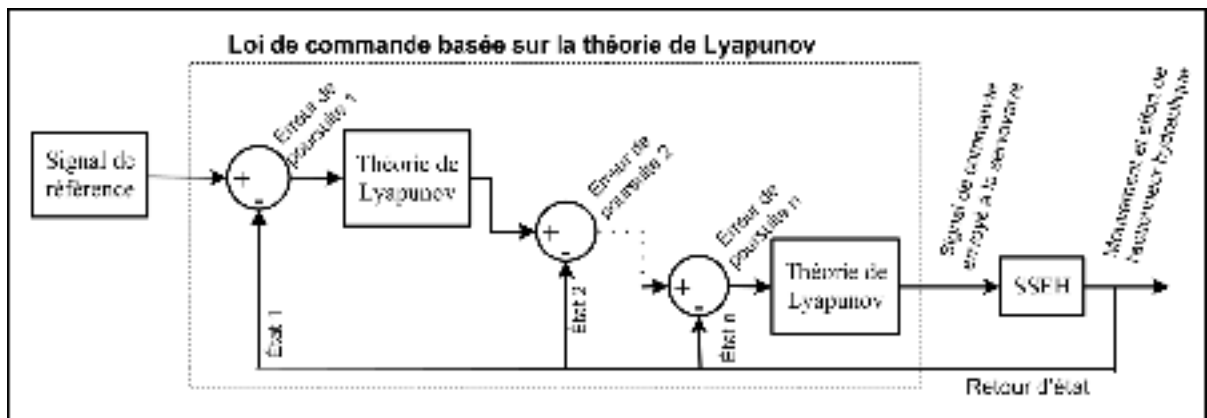 Loi de commande basée sur la théorie de Lyapunov
Signal de
référence
Erreur de
poursuite 1
Théorie de
Lyapunov
Erreur de
poursuite 2
Erreur de
poursuite n
Théorie de
Lyapunov
Signal de commande
envoyé à la servovalve
SSEH
Mouvement et effort de
l'actionneur hydraulique
+
-
+
-
+
-
État 1
État 2
État n
Retour d'état